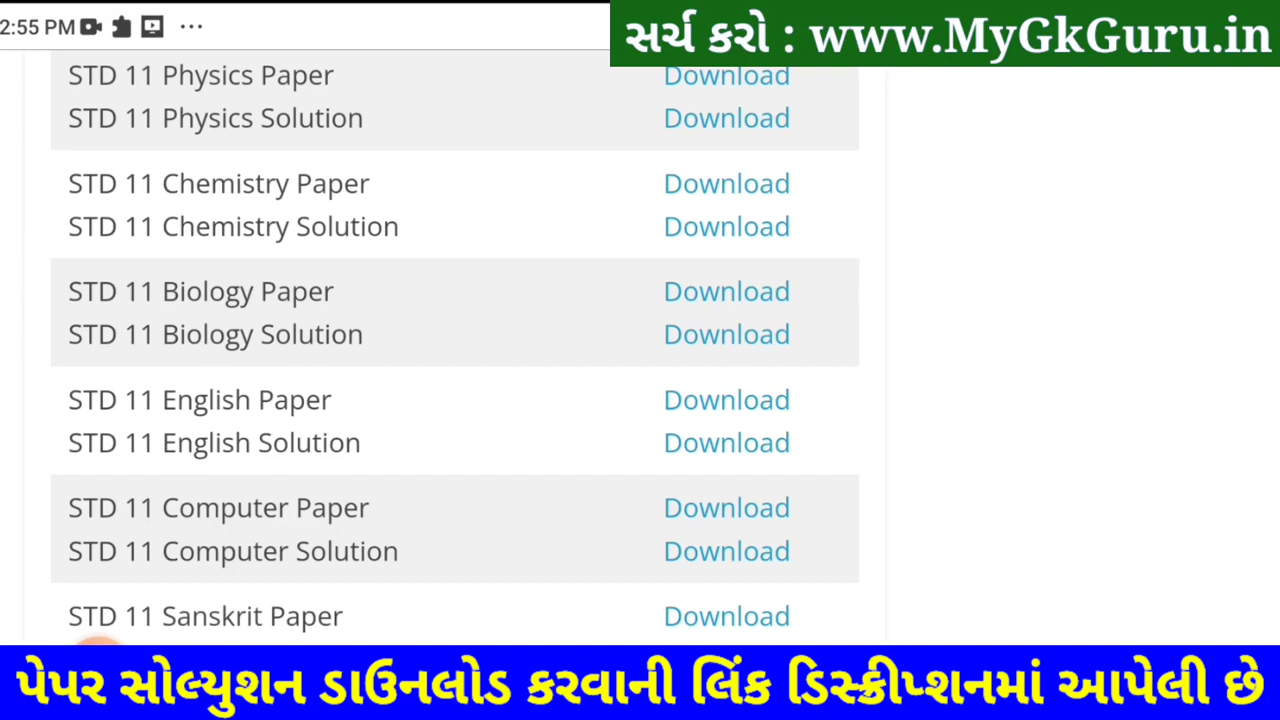 2:55 PM
સર્ચ કરો : www.MyGkGuru.in
STD 11 Physics Paper Download
STD 11 Physics Solution Download
STD 11 Chemistry Paper Download
STD 11 Chemistry Solution Download
STD 11 Biology Paper Download
STD 11 Biology Solution Download
STD 11 English Paper Download
STD 11 English Solution Download
STD 11 Computer Paper Download
STD 11 Computer Solution Download
STD 11 Sanskrit Paper Download
પેપર સોલ્યુશન ડાઉનલોડ કરવાની લિંક ડિસ્ક્રીપ્શનમાં આપેલી છે